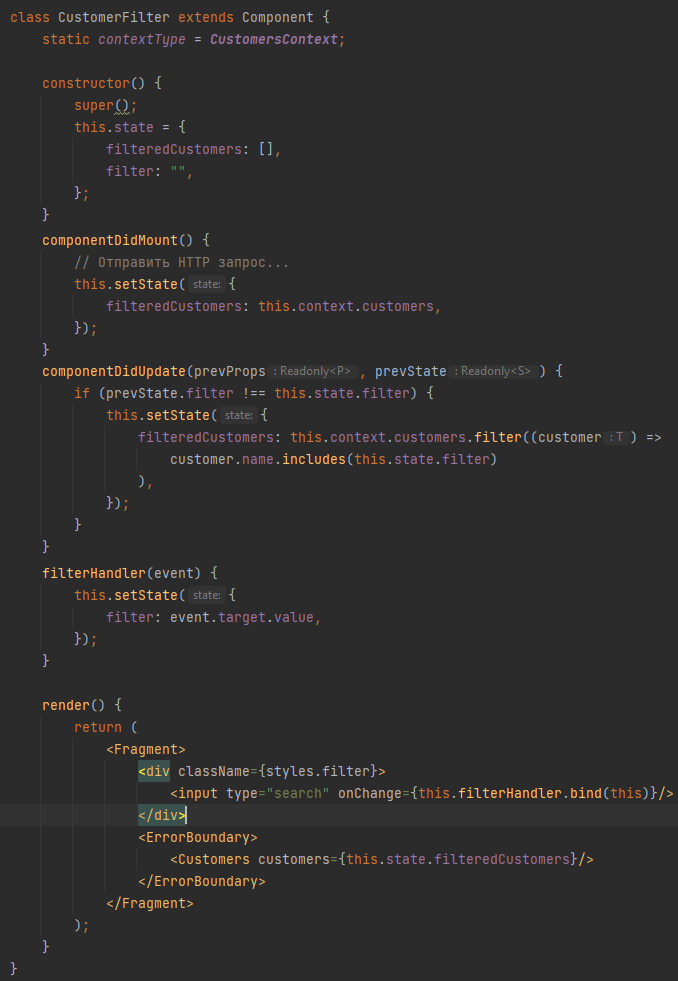 class CustomerFilter extends Component {
    static contextType = CustomersContext;

    constructor() {
        super();
        this.state = {
            filteredCustomers: [],
            filter: "",
        };
    }
    componentDidMount() {
        // Отправить HTTP запрос...
        this.setState( state: {
            filteredCustomers: this.context.customers,
        });
    }
    componentDidUpdate(prevProps : Readonly<P> , prevState : Readonly<S> ) {
        if (prevState.filter !== this.state.filter) {
            this.setState( state: {
                filteredCustomers: this.context.customers.filter((customer : T ) =>
                    customer.name.includes(this.state.filter)
                ),
            });
        }
    }
    filterHandler(event) {
        this.setState( state: {
            filter: event.target.value,
        });
    }

    render() {
        return (
            <Fragment>
                <div className={styles.filter}>
                    <input type="search" onChange={this.filterHandler.bind(this)}/>
                </div>
                <ErrorBoundary>
                    <Customers customers={this.state.filteredCustomers}/>
                </ErrorBoundary>
            </Fragment>
        );
    }
}